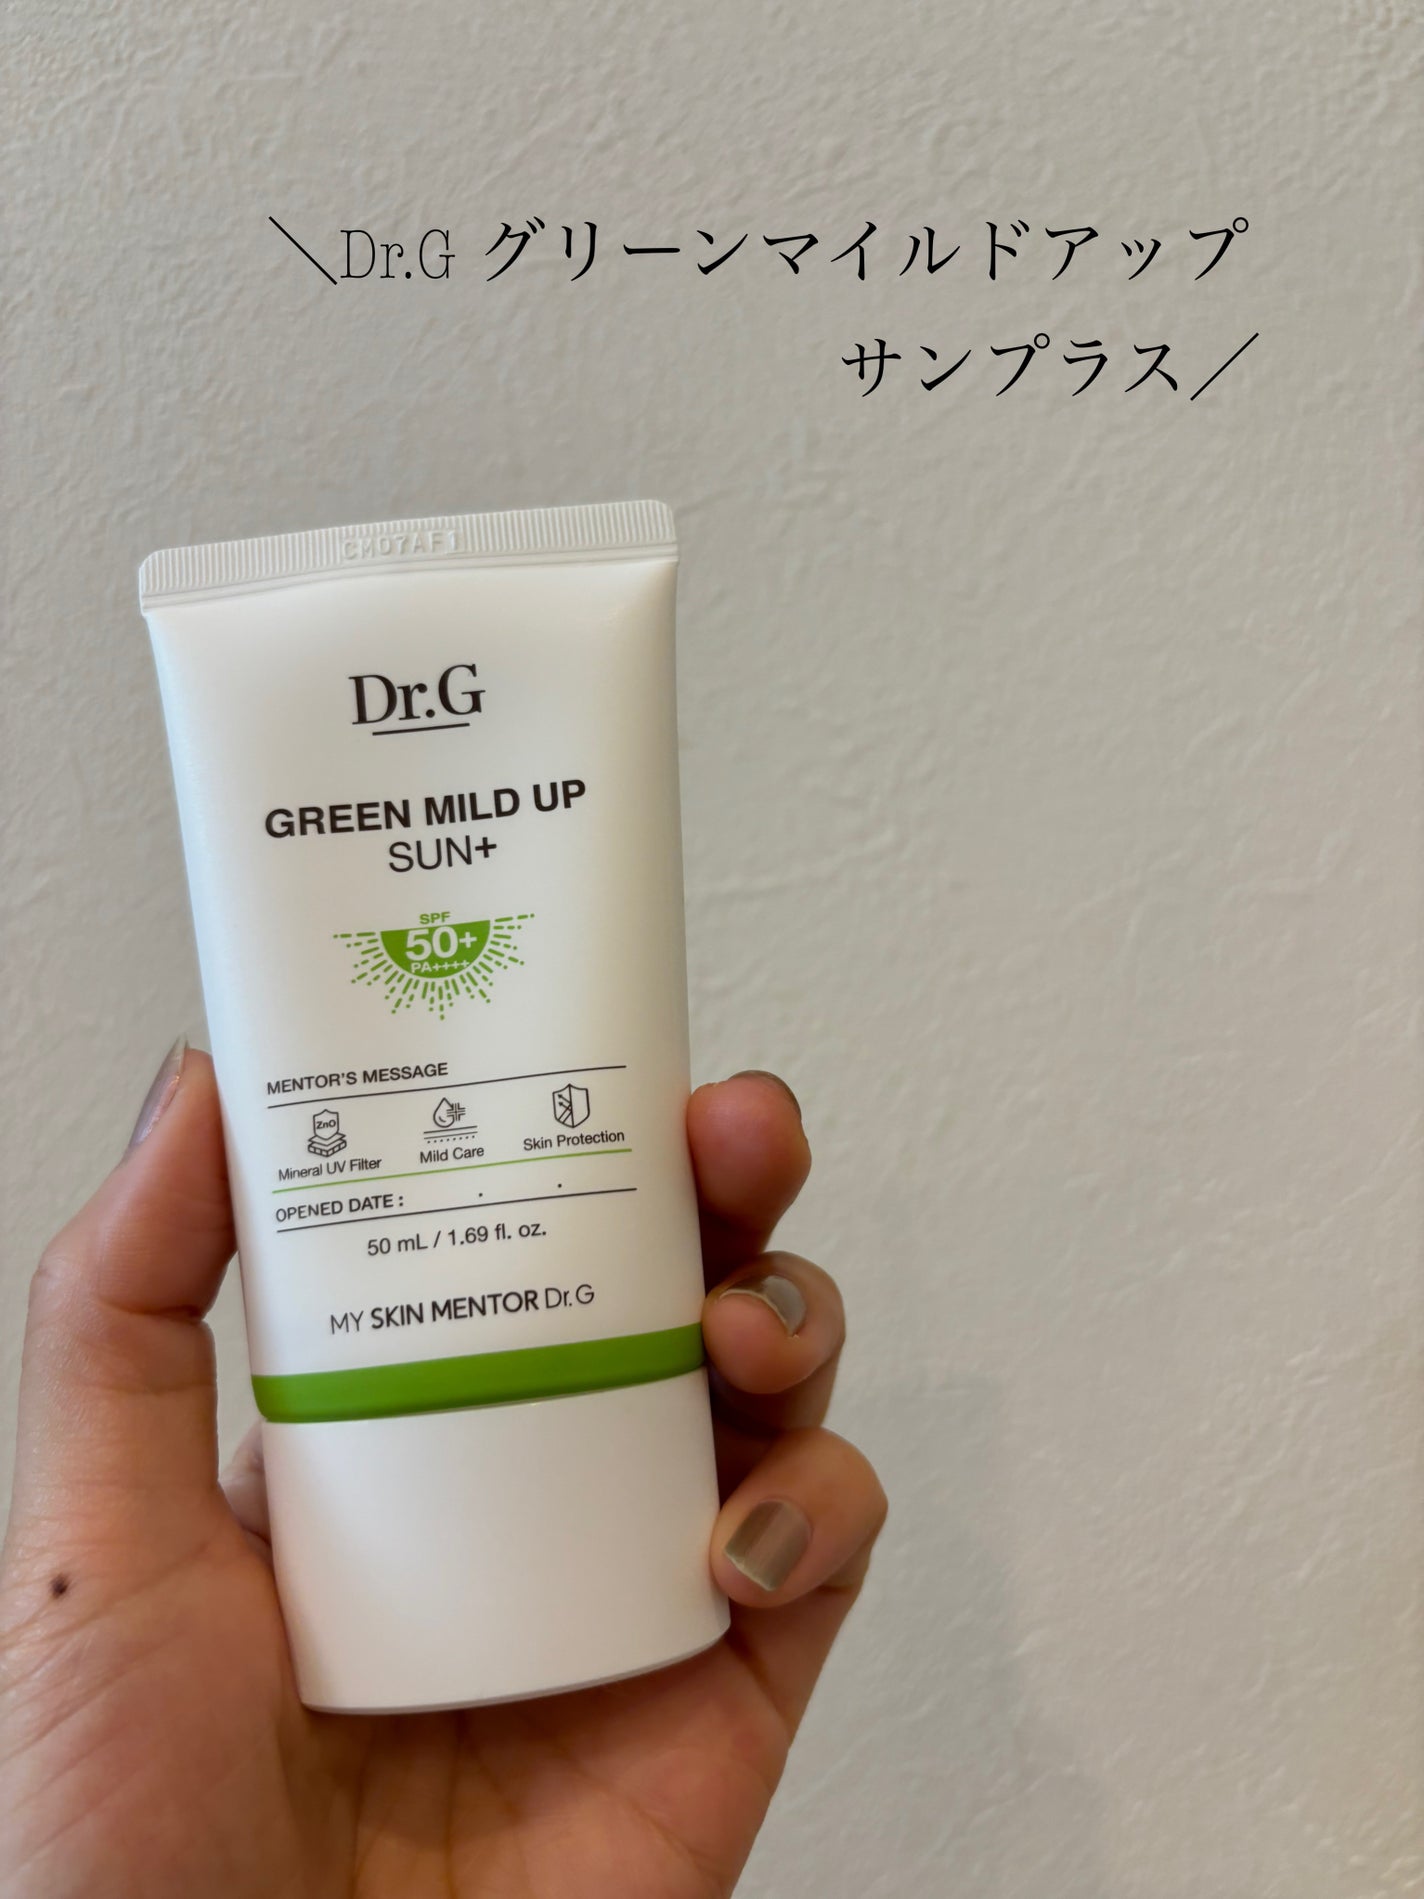 ＼Dr.G グリーンマイルドアップ
サンプラス／
CM07AF1
Dr.G
GREEN MILD UP
SUN+
SPF
50+
PA++++
MENTOR'S MESSAGE
ZnO
Mineral UV Filter Mild Care Skin Protection
OPENED DATE : . .
50 mL / 1.69 fl. oz.
MY SKIN MENTOR Dr.G